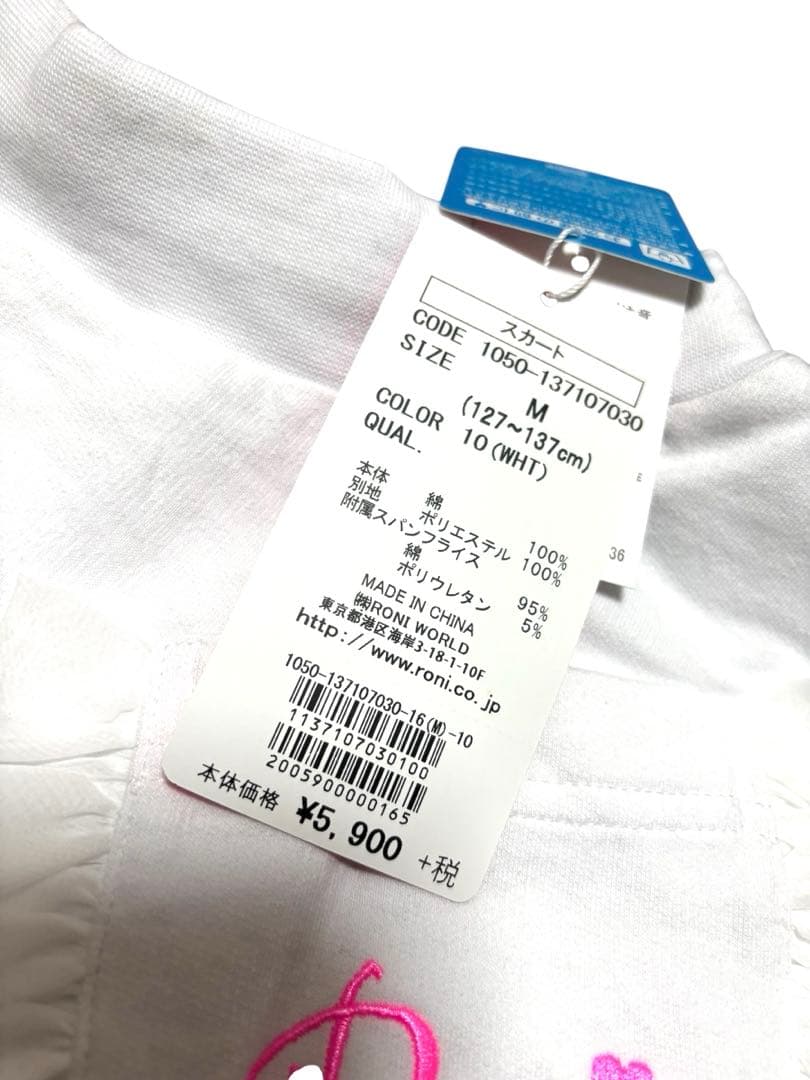 スカート
CODE 1050-137107030
SIZE M
(127~137cm)
COLOR 10(WHT)
QUAL.
本体 綿 100%
別地 ポリエステル 100%
附属スパンフライス
綿 95%
ポリウレタン 5%
MADE IN CHINA
㈱RONI WORLD
東京都港区海岸3-18-1-10F
http://www.roni.co.jp
1050-137107030-16(M)-10
1137107030100
2005900000165
本体価格 ¥5,900 +税
36